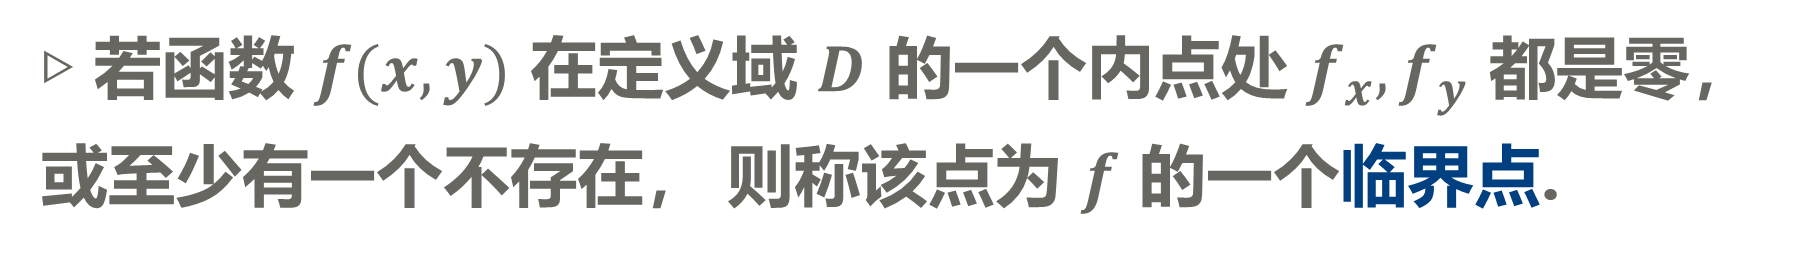 ▷ 若函数 f(x, y) 在定义域 D 的一个内点处 fₓ, f_y 都是零，
或至少有一个不存在， 则称该点为 f 的一个临界点.